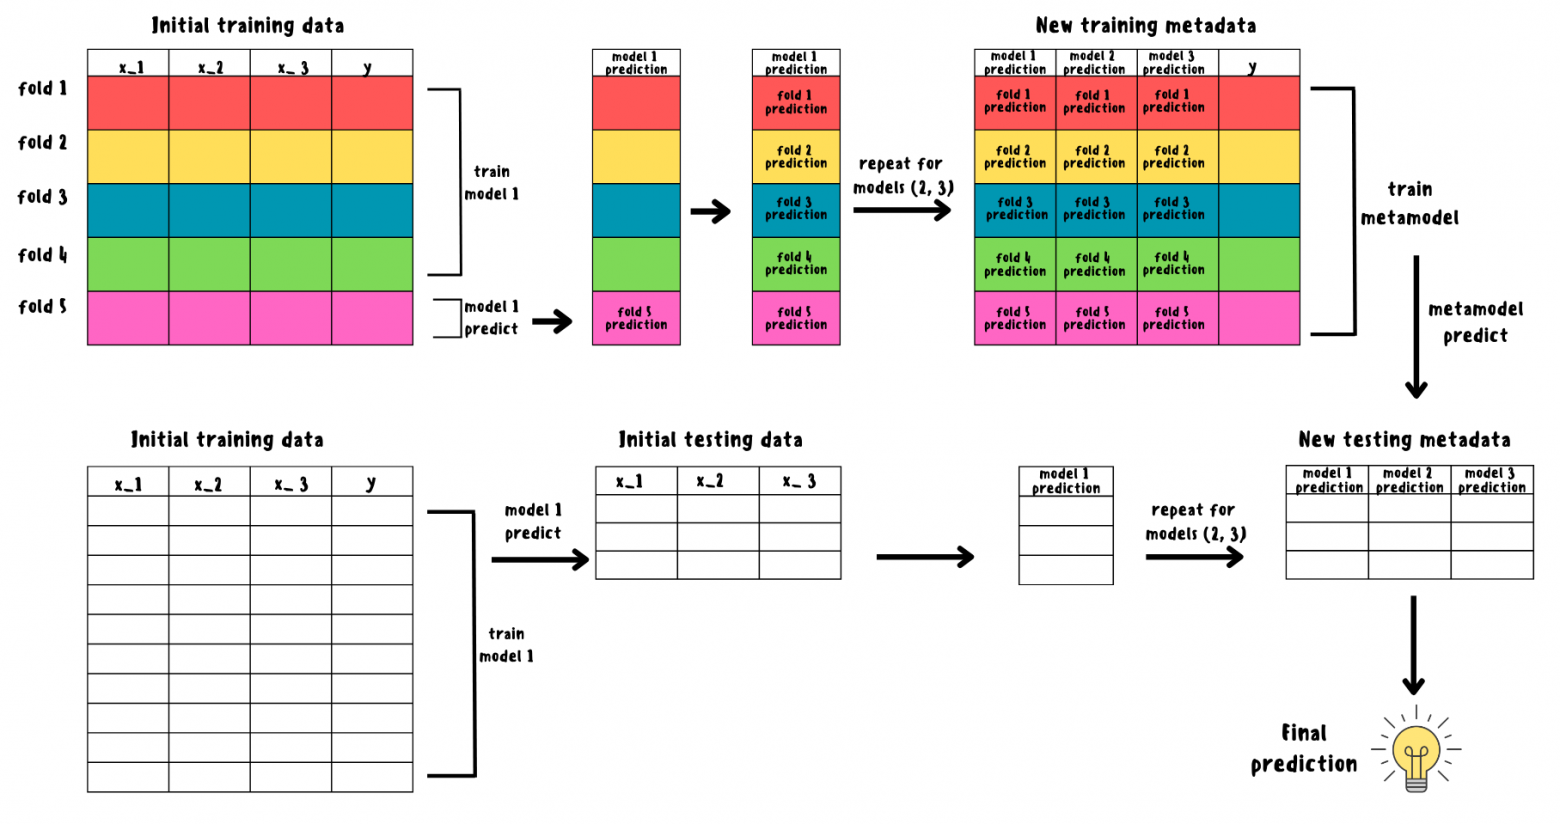 Initial training data
New training metadata
x_1 x_2 x_ 3 y
model 1
prediction
model 1
prediction
model 1
prediction
model 2
prediction
model 3
prediction
y
fold 1
fold 2
fold 3
fold 4
fold 5
train
model 1
model 1
predict
fold 5
prediction
fold 1
prediction
fold 2
prediction
fold 3
prediction
fold 4
prediction
fold 5
prediction
repeat for
models (2, 3)
fold 1
prediction
fold 1
prediction
fold 1
prediction
fold 2
prediction
fold 2
prediction
fold 2
prediction
fold 3
prediction
fold 3
prediction
fold 3
prediction
fold 4
prediction
fold 4
prediction
fold 4
prediction
fold 5
prediction
fold 5
prediction
fold 5
prediction
train
metamodel
metamodel
predict
Initial training data
Initial testing data
New testing metadata
x_1 x_2 x_ 3 y
train
model 1
model 1
predict
x_1 x_2 x_ 3
model 1
prediction
repeat for
models (2, 3)
model 1
prediction
model 2
prediction
model 3
prediction
Final
prediction